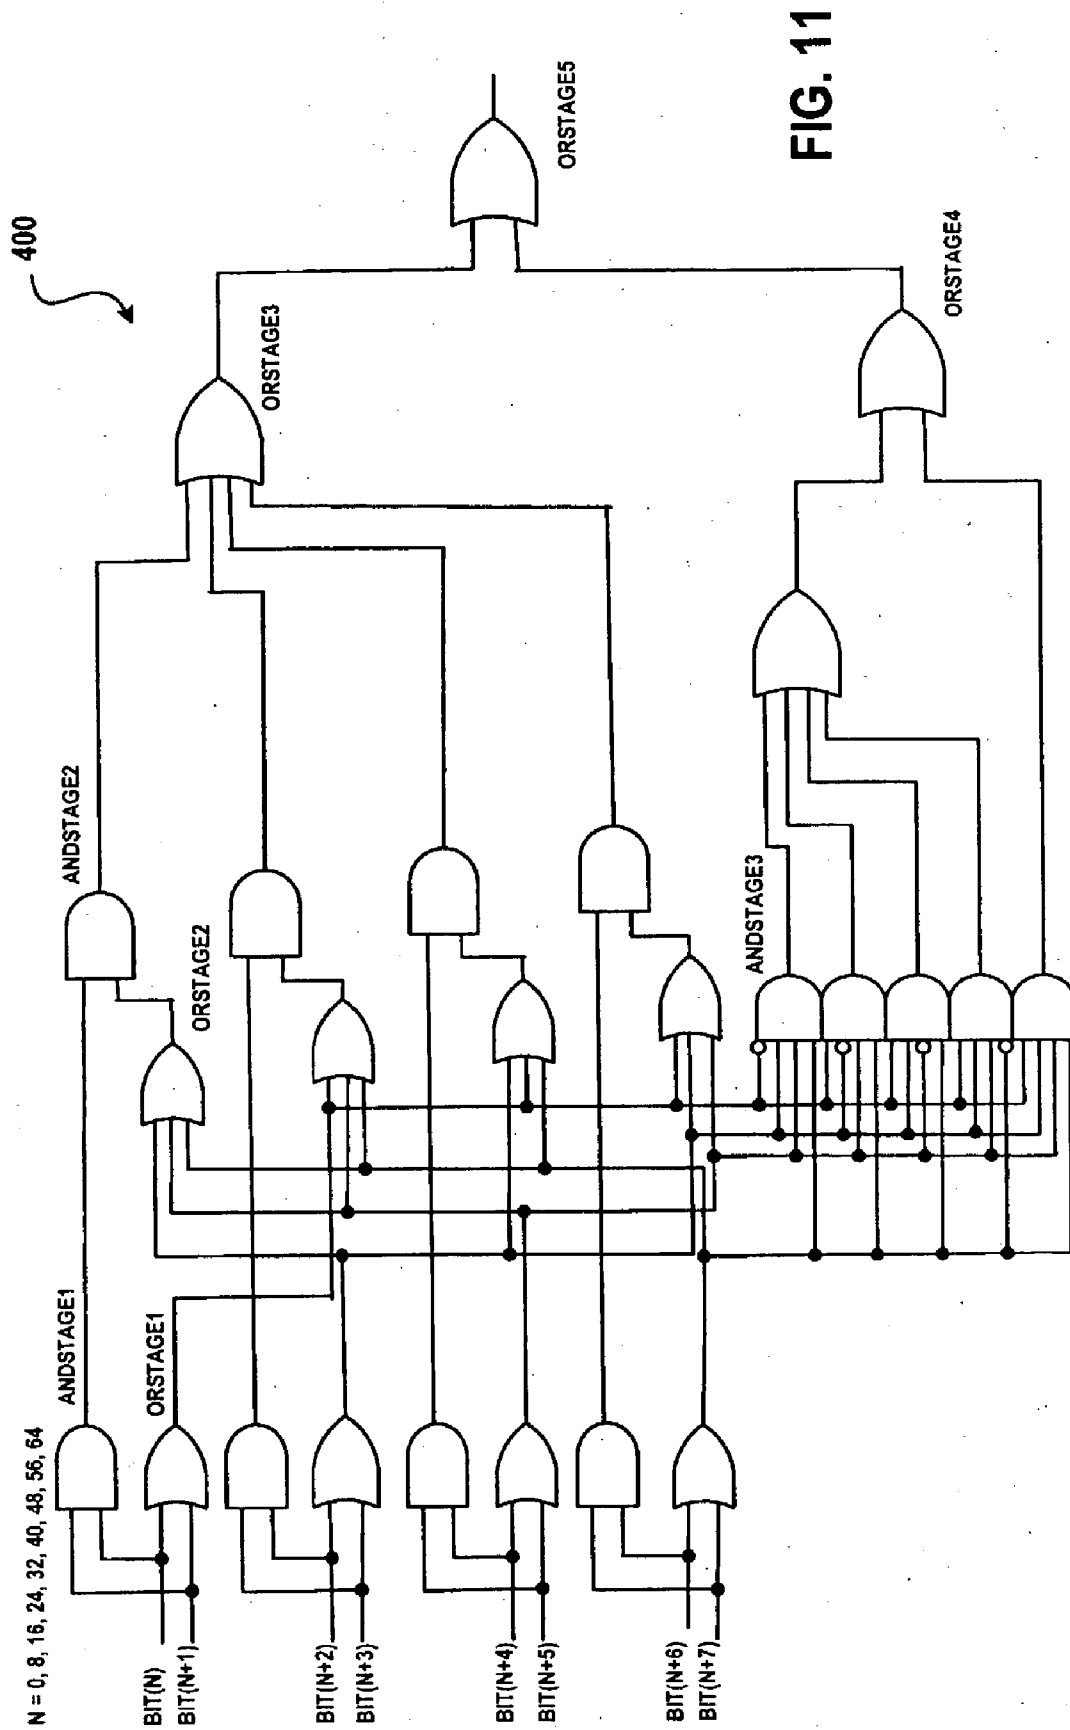 N = 0, 8, 16, 24, 32, 40, 48, 56, 64
400
ANDSTAGE1
ANDSTAGE2
BIT(N)
BIT(N+1)
ORSTAGE1
ORSTAGE2
ORSTAGE3
BIT(N+2)
BIT(N+3)
BIT(N+4)
BIT(N+5)
ORSTAGE5
BIT(N+6)
BIT(N+7)
ANDSTAGE3
ORSTAGE4
FIG. 11